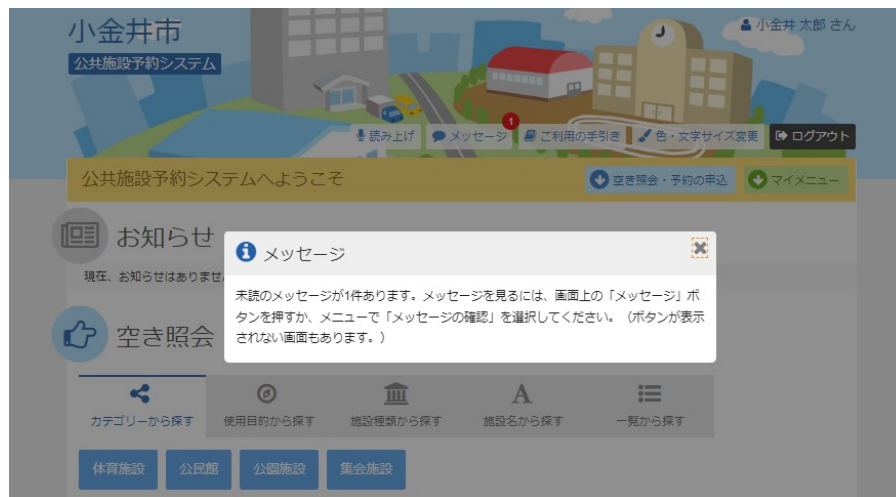 小金井市
公共施設予約システム
小金井 太郎 さん
読み上げ
メッセージ
1
ご利用の手引き
色・文字サイズ変更
ログアウト
公共施設予約システムへようこそ
空き照会・予約の申込
マイメニュー
お知らせ
現在、お知らせはありませ
メッセージ
未読のメッセージが1件あります。メッセージを見るには、画面上の「メッセージ」ボ
タンを押すか、メニューで「メッセージの確認」を選択してください。（ボタンが表示
されない画面もあります。）
空き照会
カテゴリーから探す
使用目的から探す
施設種類から探す
施設名から探す
一覧から探す
体育施設
公民館
公園施設
集会施設